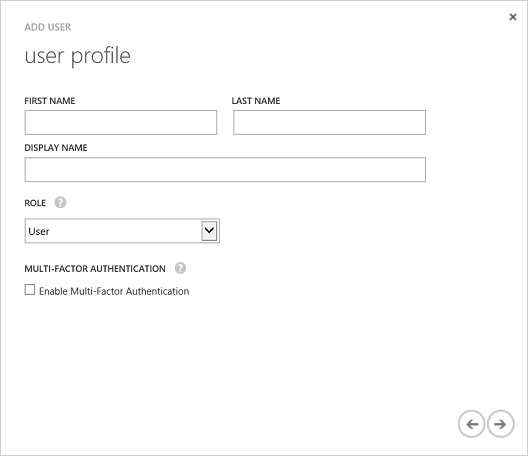 ADD USER
user profile
FIRST NAME LAST NAME
DISPLAY NAME
ROLE ?
User
MULTI-FACTOR AUTHENTICATION ?
Enable Multi-Factor Authentication